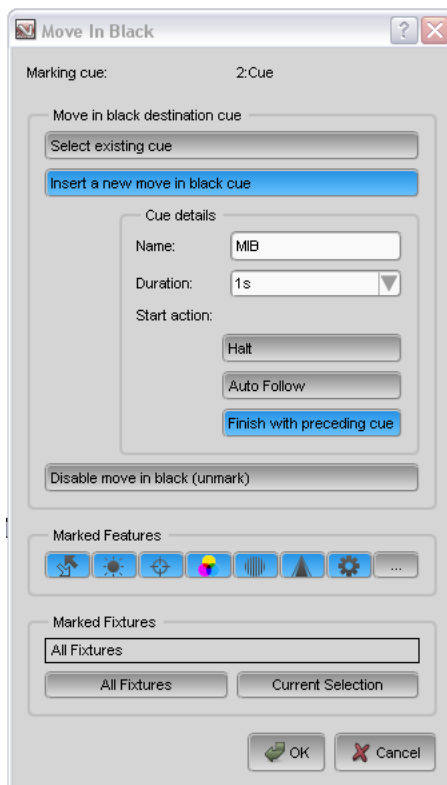 Move In Black
Marking cue: 2:Cue
Move in black destination cue
Select existing cue
Insert a new move in black cue
Cue details
Name: MIB
Duration: 1s
Start action:
Halt
Auto Follow
Finish with preceding cue
Disable move in black (unmark)
Marked Features
...
Marked Fixtures
All Fixtures
All Fixtures Current Selection
OK Cancel